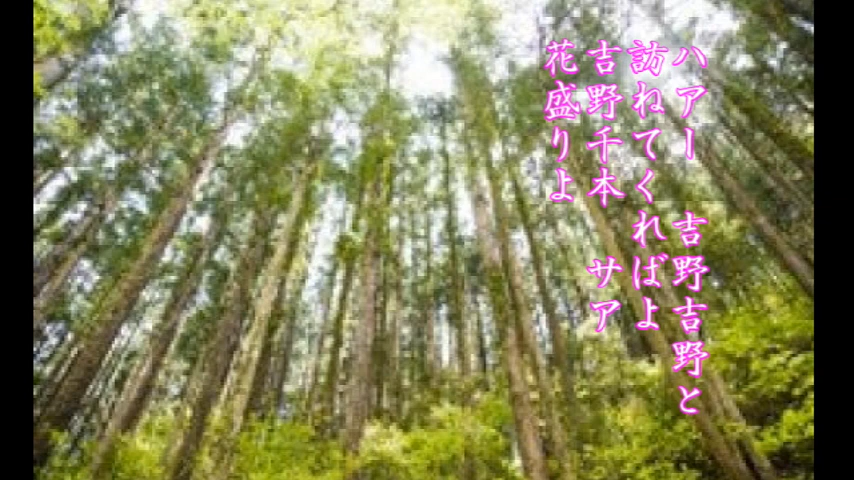 ハアー　吉野吉野と
訪ねてくればよ
吉野千本　サア
花盛りよ